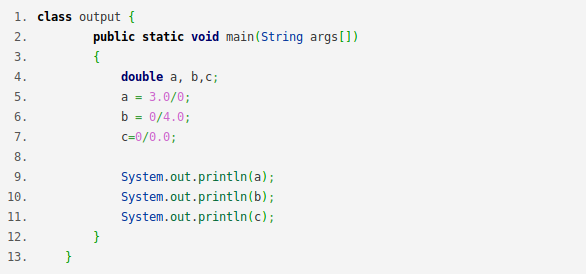 1. class output {
2. public static void main(String args[])
3. {
4. double a, b,c;
5. a = 3.0/0;
6. b = 0/4.0;
7. c=0/0.0;
8.
9. System.out.println(a);
10. System.out.println(b);
11. System.out.println(c);
12. }
13. }